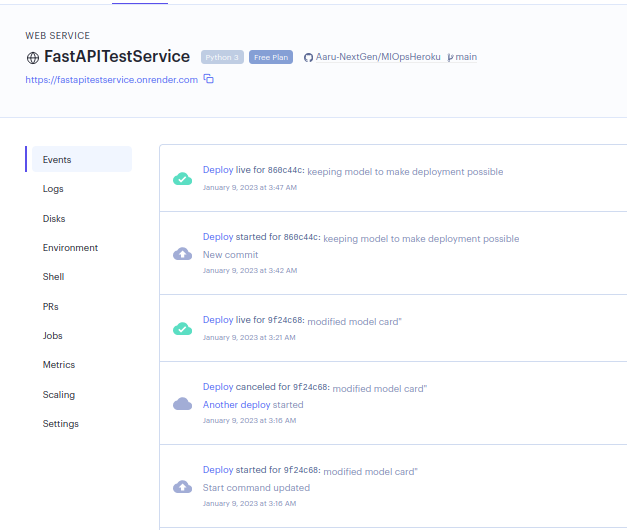 WEB SERVICE
FastAPITestService Python 3 Free Plan Aaru-NextGen/MlOpsHeroku main
https://fastapitestservice.onrender.com
Events
Logs
Disks
Environment
Shell
PRs
Jobs
Metrics
Scaling
Settings
Deploy live for 860c44c: keeping model to make deployment possible
January 9, 2023 at 3:47 AM
Deploy started for 860c44c: keeping model to make deployment possible
New commit
January 9, 2023 at 3:42 AM
Deploy live for 9f24c68: modified model card"
January 9, 2023 at 3:21 AM
Deploy canceled for 9f24c68: modified model card"
Another deploy started
January 9, 2023 at 3:16 AM
Deploy started for 9f24c68: modified model card"
Start command updated
January 9, 2023 at 3:16 AM